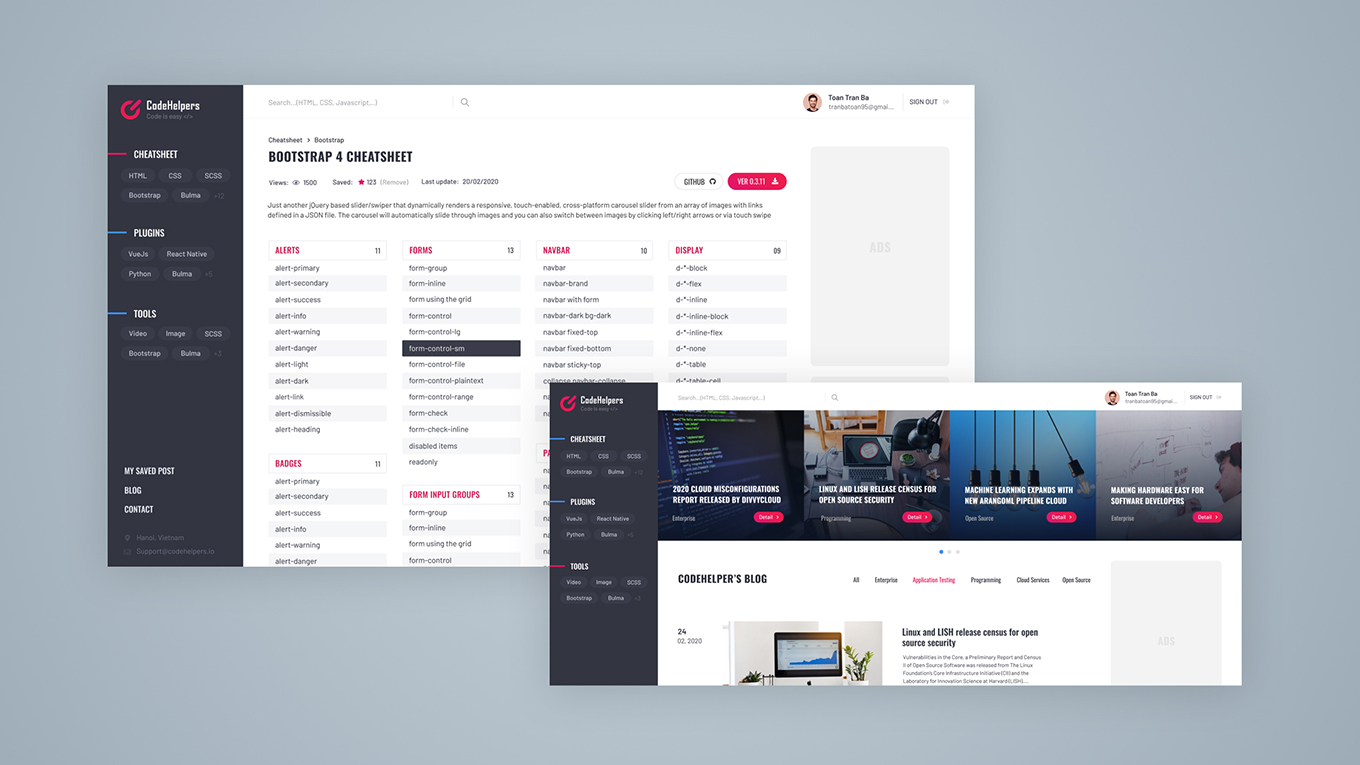 CodeHelpers
Code is easy </>
CHEATSHEET
HTML CSS SCSS
Bootstrap Bulma +12
PLUGINS
VueJs React Native
Python Bulma +5
TOOLS
Video Image SCSS
Bootstrap Bulma +3
MY SAVED POST
BLOG
CONTACT
Hanoi, Vietnam
Support@codehelpers.io
Search...(HTML, CSS, Javascript,...)
Toan Tran Ba
tranbatoan95@gmai...
SIGN OUT
Cheatsheet > Bootstrap
BOOTSTRAP 4 CHEATSHEET
Views: 1500 Saved: 123 (Remove) Last update: 20/02/2020
GITHUB
VER 0.3.11
Just another jQuery based slider/swiper that dynamically renders a responsive, touch-enabled, cross-platform carousel slider from an array of images with links
defined in a JSON file. The carousel will automatically slide through images and you can also switch between images by clicking left/right arrows or via touch swipe
ALERTS 11
alert-primary
alert-secondary
alert-success
alert-info
alert-warning
alert-danger
alert-light
alert-dark
alert-link
alert-dismissible
alert-heading
BADGES 11
alert-primary
alert-secondary
alert-success
alert-info
alert-warning
alert-danger
FORMS 13
form-group
form-inline
form using the grid
form-control
form-control-lg
form-control-sm
form-control-file
form-control-plaintext
form-control-range
form-check
form-check-inline
disabled items
readonly
FORM INPUT GROUPS 13
form-group
form-inline
form using the grid
form-control
NAVBAR 10
navbar
navbar-brand
navbar with form
navbar-dark bg-dark
navbar fixed-top
navbar fixed-bottom
navbar sticky-top
collapse navbar-collapse
DISPLAY 09
d-*-block
d-*-flex
d-*-inline
d-*-inline-block
d-*-inline-flex
d-*-none
d-*-table
d-*-table-cell
ADS
CodeHelpers
Code is easy </>
CHEATSHEET
HTML CSS SCSS
Bootstrap Bulma +12
PLUGINS
VueJs React Native
Python Bulma +5
TOOLS
Video Image SCSS
Bootstrap Bulma +3
Search...(HTML, CSS, Javascript,...)
Toan Tran Ba
tranbatoan95@gmai...
SIGN OUT
2020 CLOUD MISCONFIGURATIONS
REPORT RELEASED BY DIVVYCLOUD
Enterprise
Detail >
LINUX AND LISH RELEASE CENSUS FOR
OPEN SOURCE SECURITY
Programming
Detail >
MACHINE LEARNING EXPANDS WITH
NEW ARANGOML PIPELINE CLOUD
Open Source
Detail >
MAKING HARDWARE EASY FOR
SOFTWARE DEVELOPERS
Enterprise
Detail >
CODEHELPER'S BLOG
All Enterprise Application Testing Programming Cloud Services Open Source
24
02, 2020
Linux and LISH release census for open
source security
Vulnerabilities in the Core, a Preliminary Report and Census
II of Open Source Software was released from The Linux
Foundation's Core Infrastructure Initiative (CII) and the
Laboratory for Innovation Science at Harvard (LISH)....
ADS